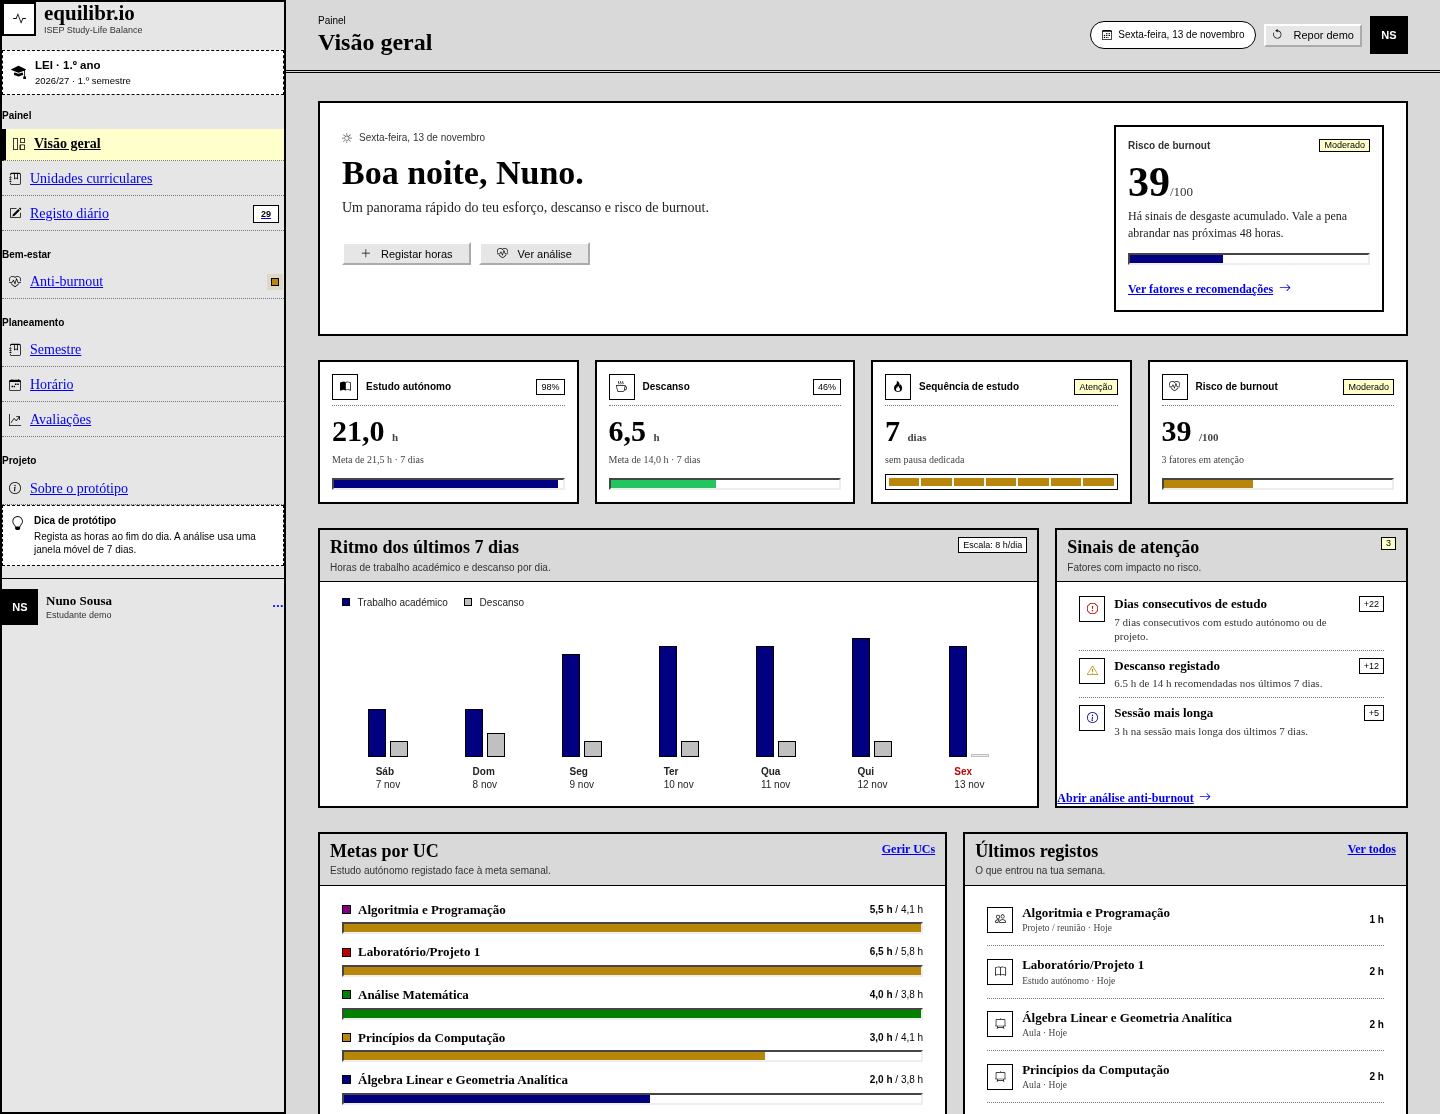 equilibr.io
ISEP Study-Life Balance
LEI · 1.º ano
2026/27 · 1.º semestre
Painel
Visão geral
Unidades curriculares
Registo diário
29
Bem-estar
Anti-burnout
Planeamento
Semestre
Horário
Avaliações
Projeto
Sobre o protótipo
Dica de protótipo
Regista as horas ao fim do dia. A análise usa uma
janela móvel de 7 dias.
NS
Nuno Sousa
Estudante demo
...
Painel
Visão geral
Sexta-feira, 13 de novembro
Repor demo
NS
Sexta-feira, 13 de novembro
Boa noite, Nuno.
Um panorama rápido do teu esforço, descanso e risco de burnout.
Registar horas
Ver análise
Risco de burnout
Moderado
39/100
Há sinais de desgaste acumulado. Vale a pena
abrandar nas próximas 48 horas.
Ver fatores e recomendações
Estudo autónomo
98%
21,0 h
Meta de 21,5 h · 7 dias
Descanso
46%
6,5 h
Meta de 14,0 h · 7 dias
Sequência de estudo
Atenção
7 dias
sem pausa dedicada
Risco de burnout
Moderado
39 /100
3 fatores em atenção
Ritmo dos últimos 7 dias
Horas de trabalho académico e descanso por dia.
Escala: 8 h/dia
Trabalho académico
Descanso
Sáb
7 nov
Dom
8 nov
Seg
9 nov
Ter
10 nov
Qua
11 nov
Qui
12 nov
Sex
13 nov
Sinais de atenção
3
Fatores com impacto no risco.
Dias consecutivos de estudo
+22
7 dias consecutivos com estudo autónomo ou de
projeto.
Descanso registado
+12
6.5 h de 14 h recomendadas nos últimos 7 dias.
Sessão mais longa
+5
3 h na sessão mais longa dos últimos 7 dias.
Abrir análise anti-burnout
Metas por UC
Gerir UCs
Estudo autónomo registado face à meta semanal.
Algoritmia e Programação
5,5 h / 4,1 h
Laboratório/Projeto 1
6,5 h / 5,8 h
Análise Matemática
4,0 h / 3,8 h
Princípios da Computação
3,0 h / 4,1 h
Álgebra Linear e Geometria Analítica
2,0 h / 3,8 h
Últimos registos
Ver todos
O que entrou na tua semana.
Algoritmia e Programação
Projeto / reunião · Hoje
1 h
Laboratório/Projeto 1
Estudo autónomo · Hoje
2 h
Álgebra Linear e Geometria Analítica
Aula · Hoje
2 h
Princípios da Computação
Aula · Hoje
2 h